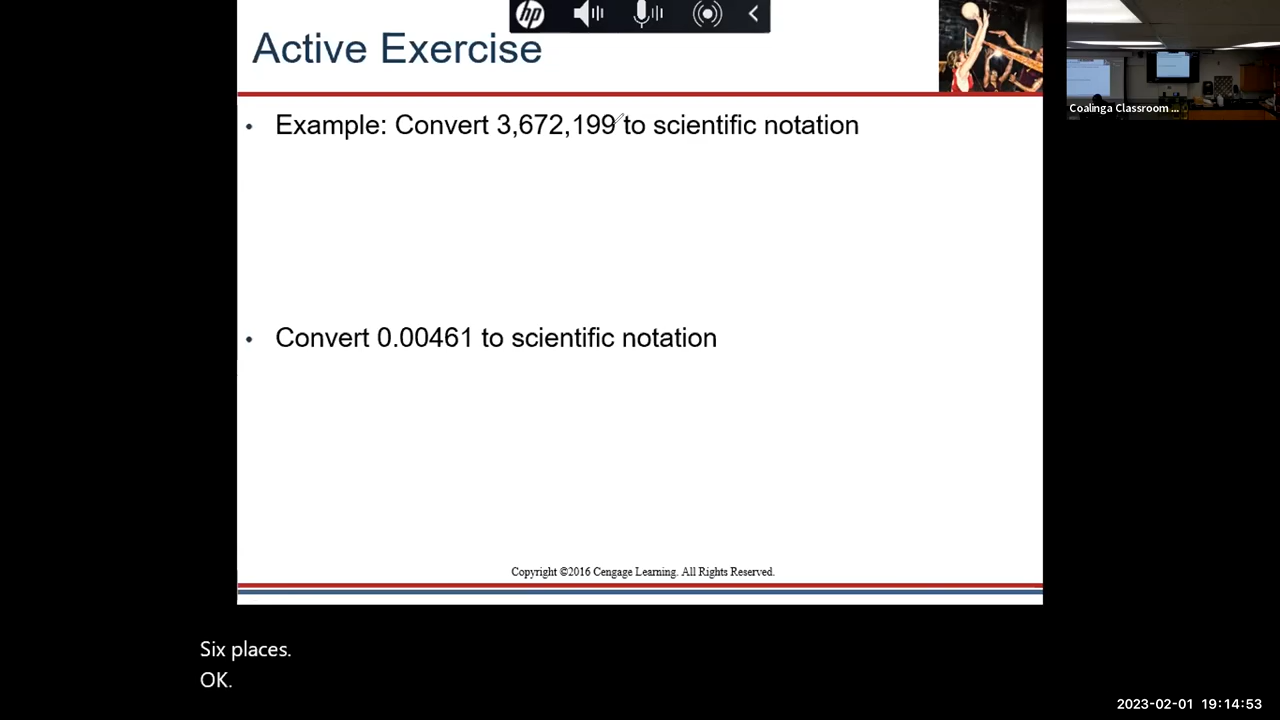 hp
Active Exercise
Coalinga Classroom ...
• Example: Convert 3,672,199 to scientific notation
• Convert 0.00461 to scientific notation
Copyright ©2016 Cengage Learning. All Rights Reserved.
Six places.
OK.
2023-02-01 19:14:53